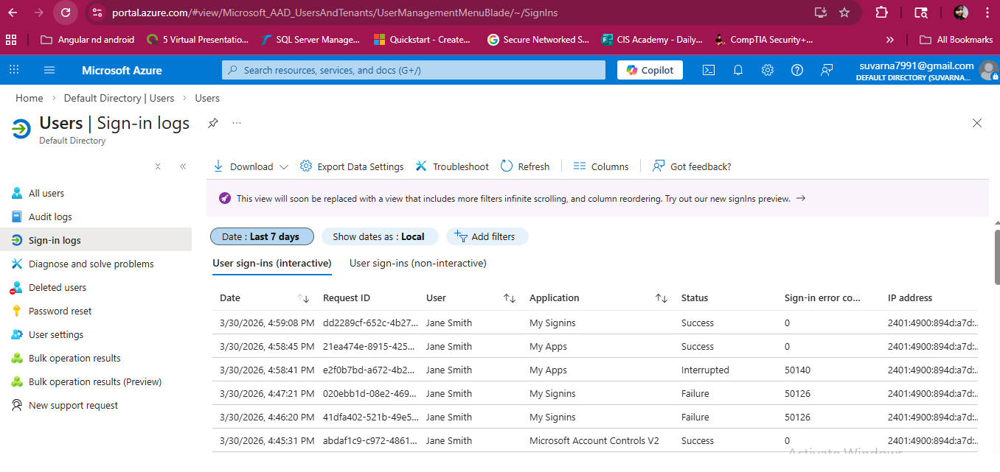 portal.azure.com/#view/Microsoft_AAD_UsersAndTenants/UserManagementMenuBlade/~/SignIns
Angular nd android 5 Virtual Presentatio... SQL Server Manage... Quickstart - Create... Secure Networked S... CIS Academy - Daily... CompTIA Security+... » All Bookmarks
Microsoft Azure
Search resources, services, and docs (G+/)
Copilot
suvarna7991@gmail.com
DEFAULT DIRECTORY (SUVARNA...
Home > Default Directory | Users > Users
Users | Sign-in logs ...
Default Directory
All users
Audit logs
Sign-in logs
Diagnose and solve problems
Deleted users
Password reset
User settings
Bulk operation results
Bulk operation results (Preview)
New support request
Download Export Data Settings Troubleshoot Refresh Columns Got feedback?
This view will soon be replaced with a view that includes more filters infinite scrolling, and column reordering. Try out our new signIns preview. →
Date : Last 7 days Show dates as : Local Add filters
User sign-ins (interactive) User sign-ins (non-interactive)
Date Request ID User Application Status Sign-in error co... IP address
3/30/2026, 4:59:08 PM dd2289cf-652c-4b27... Jane Smith My Signins Success 0 2401:4900:894d:a7d:..
3/30/2026, 4:58:45 PM 21ea474e-8915-425... Jane Smith My Apps Success 0 2401:4900:894d:a7d:..
3/30/2026, 4:58:41 PM e2f0b7bd-a672-4b2... Jane Smith My Apps Interrupted 50140 2401:4900:894d:a7d:..
3/30/2026, 4:47:21 PM 020ebb1d-08e2-469... Jane Smith My Signins Failure 50126 2401:4900:894d:a7d:..
3/30/2026, 4:46:20 PM 41dfa402-521b-49e5... Jane Smith My Signins Failure 50126 2401:4900:894d:a7d:..
3/30/2026, 4:45:31 PM abdaf1c9-c972-4861... Jane Smith Microsoft Account Controls V2 Success 0 2401:4900:894d:a7d:..
Activate Windows